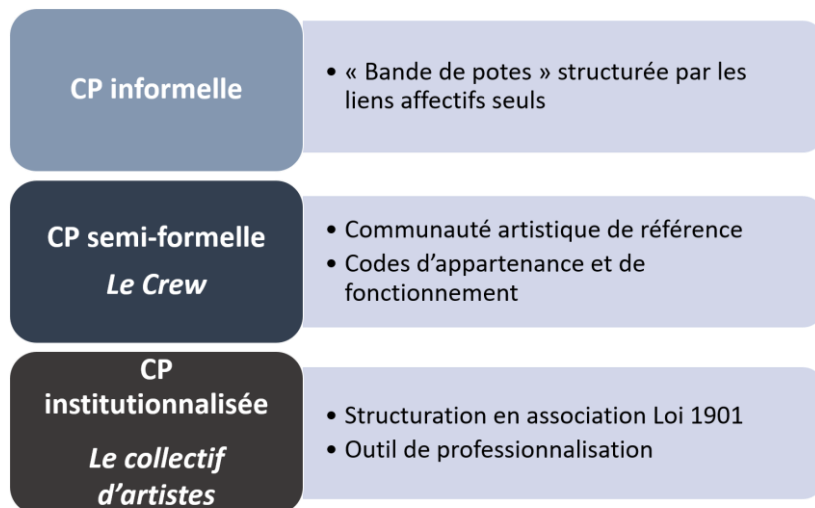 CP informelle
• « Bande de potes » structurée par les
liens affectifs seuls
CP semi-formelle
Le Crew
• Communauté artistique de référence
• Codes d’appartenance et de
fonctionnement
CP
institutionnalisée
Le collectif
d’artistes
• Structuration en association Loi 1901
• Outil de professionnalisation